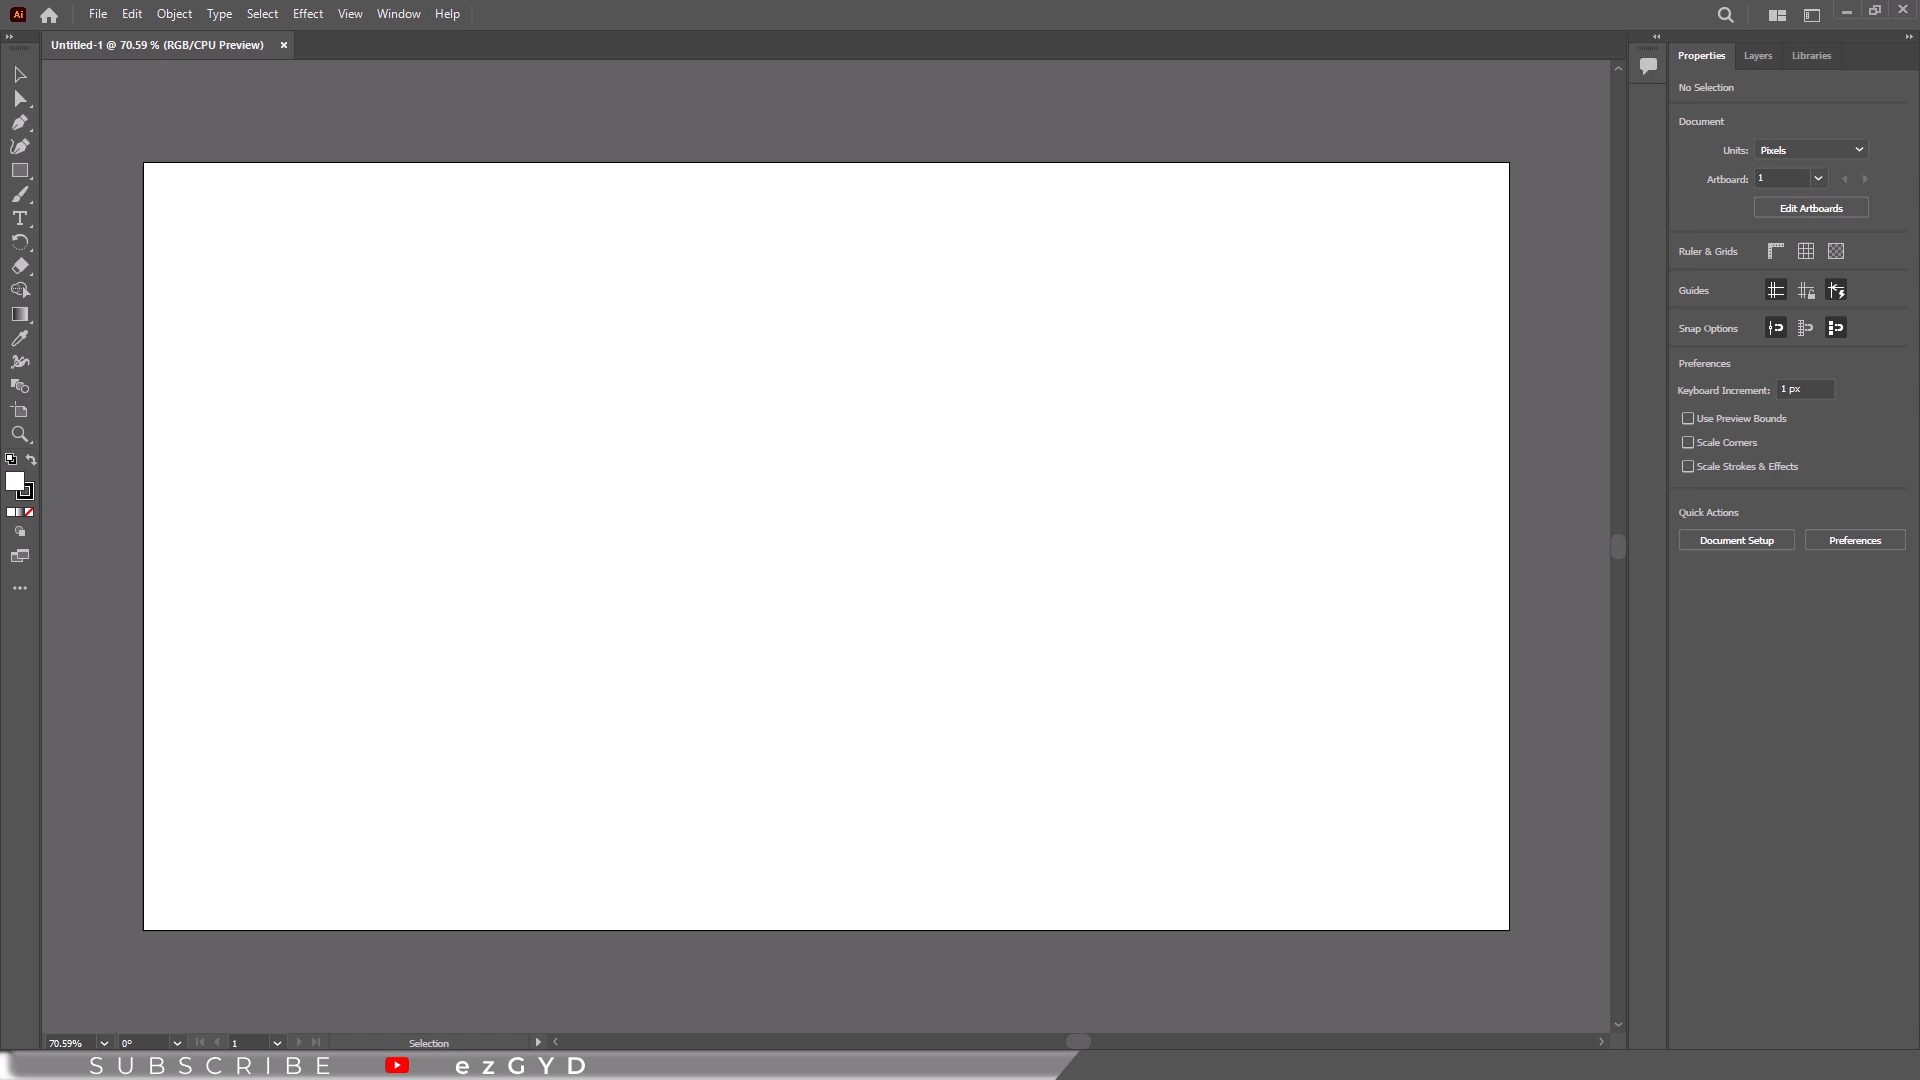 Ai File Edit Object Type Select Effect View Window Help
Untitled-1 @ 70.59 % (RGB/CPU Preview) ×
Properties Layers Libraries
No Selection
Document
Units: Pixels
Artboard: 1
Edit Artboards
Ruler & Grids
Guides
Snap Options
Preferences
Keyboard Increment: 1 px
Use Preview Bounds
Scale Corners
Scale Strokes & Effects
Quick Actions
Document Setup Preferences
70.59% 0° 1 Selection
SUBSCRIBE ezGYD